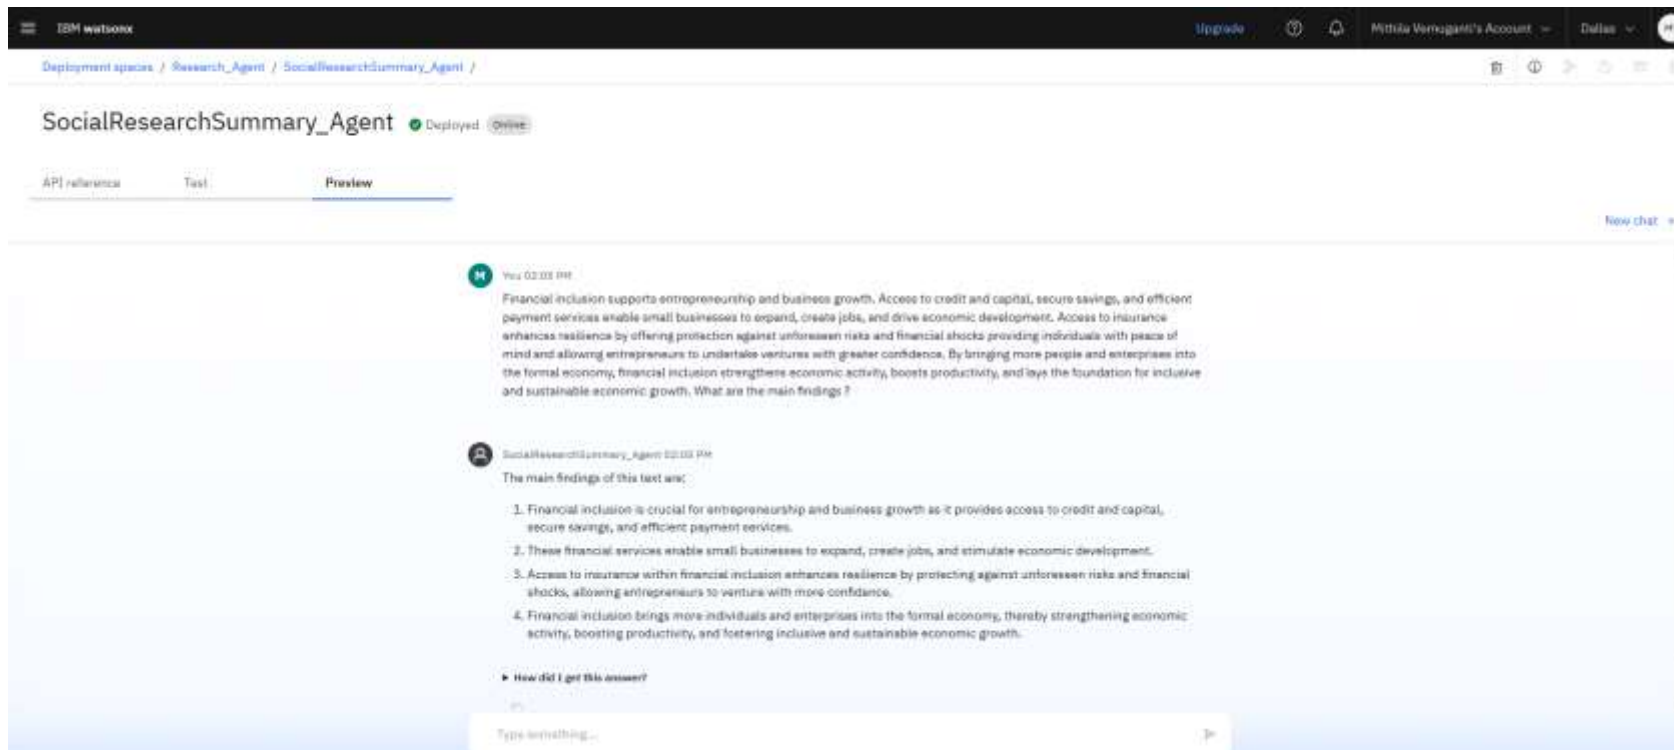 IBM watsonx
Upgrade
Mithila Vemuganti's Account
Dallas
Deployment spaces / Research_Agent / SocialResearchSummary_Agent /
SocialResearchSummary_Agent
Deployed
Online
API reference
Test
Preview
New chat
M
You 02:03 PM
Financial inclusion supports entrepreneurship and business growth. Access to credit and capital, secure savings, and efficient
payment services enable small businesses to expand, create jobs, and drive economic development. Access to insurance
enhances resilience by offering protection against unforeseen risks and financial shocks providing individuals with peace of
mind and allowing entrepreneurs to undertake ventures with greater confidence. By bringing more people and enterprises into
the formal economy, financial inclusion strengthens economic activity, boosts productivity, and lays the foundation for inclusive
and sustainable economic growth. What are the main findings ?
SocialResearchSummary_Agent 02:03 PM
The main findings of this text are:
1. Financial inclusion is crucial for entrepreneurship and business growth as it provides access to credit and capital,
secure savings, and efficient payment services.
2. These financial services enable small businesses to expand, create jobs, and stimulate economic development.
3. Access to insurance within financial inclusion enhances resilience by protecting against unforeseen risks and financial
shocks, allowing entrepreneurs to venture with more confidence.
4. Financial inclusion brings more individuals and enterprises into the formal economy, thereby strengthening economic
activity, boosting productivity, and fostering inclusive and sustainable economic growth.
How did I get this answer?
Type something...